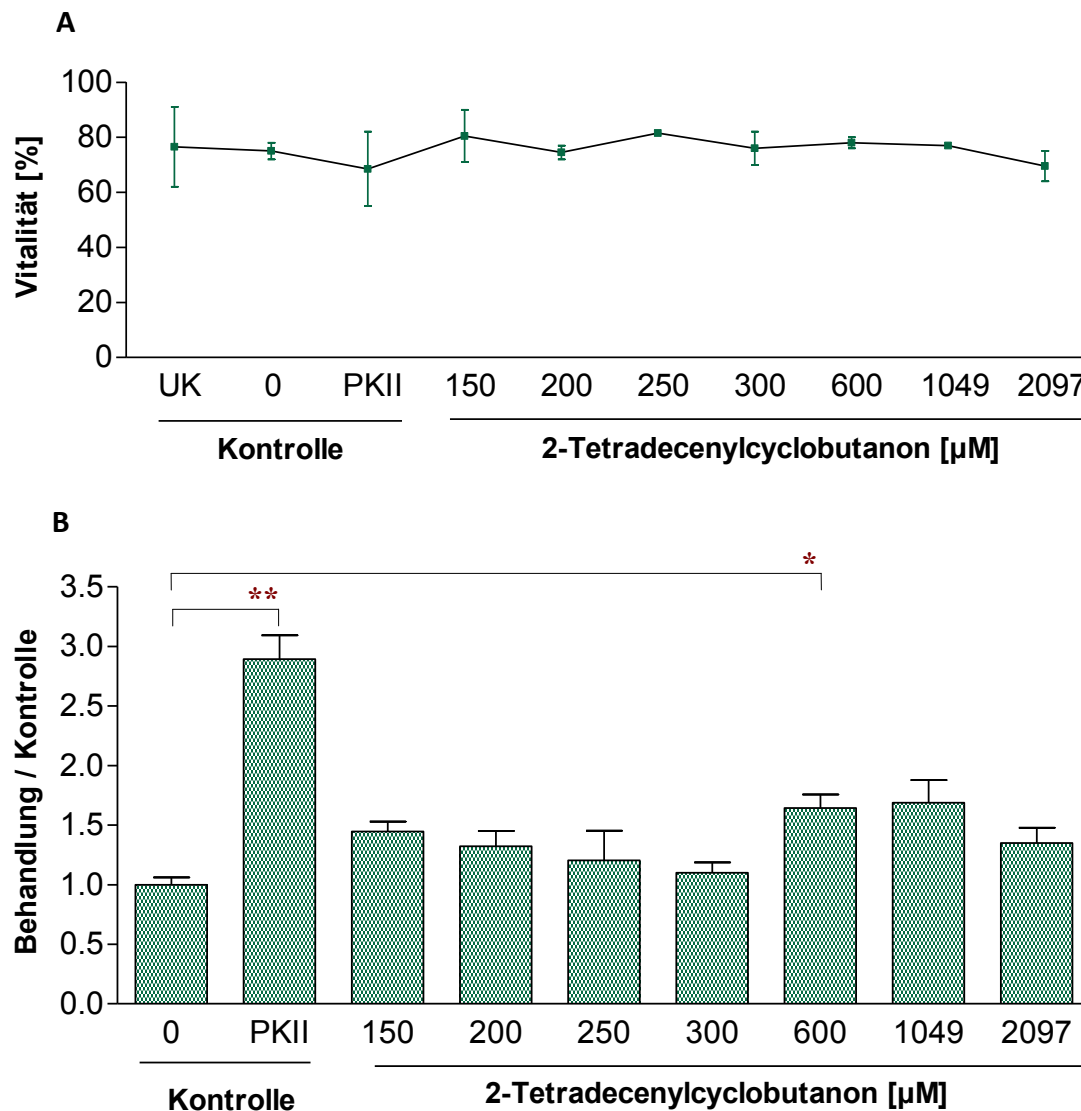 A
Vitalität [%]
100
80
60
40
20
0
UK 0 PKII 150 200 250 300 600 1049 2097
Kontrolle 2-Tetradecenylcyclobutanon [µM]
B
Behandlung / Kontrolle
3.5
3.0
2.5
2.0
1.5
1.0
0.5
0.0
** *
0 PKII 150 200 250 300 600 1049 2097
Kontrolle 2-Tetradecenylcyclobutanon [µM]